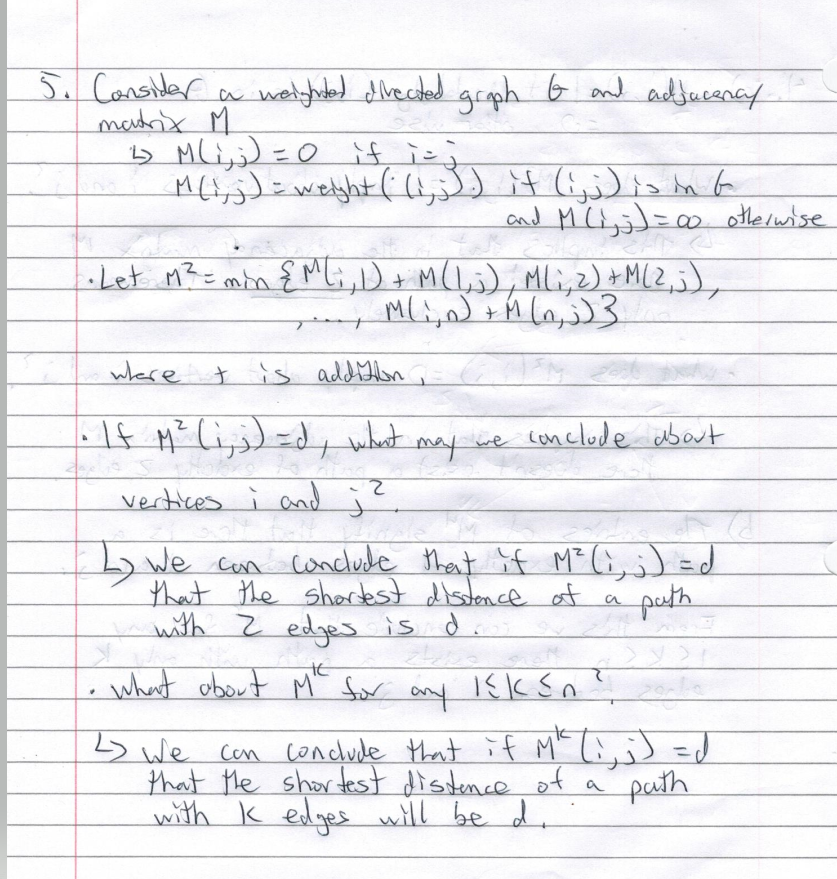 5. Consider a weighted directed graph G and adjacency
matrix M
↳ M(i,j) = 0 if i=j
M(i,j) = weight((i,j)) if (i,j) is in G
and M(i,j) = ∞ otherwise
· Let M² = min {M(i,1) + M(1,j), M(i,2) + M(2,j),
, ..., M(i,n) + M(n,j)}
where + is addition,
· If M²(i,j) = d, what may we conclude about
vertices i and j?
↳ We can conclude that if M²(i,j) = d
that the shortest distance of a path
with 2 edges is d.
· What about M^K for any 1≤K≤n?
↳ We can conclude that if M^K(i,j) = d
that the shortest distance of a path
with K edges will be d.